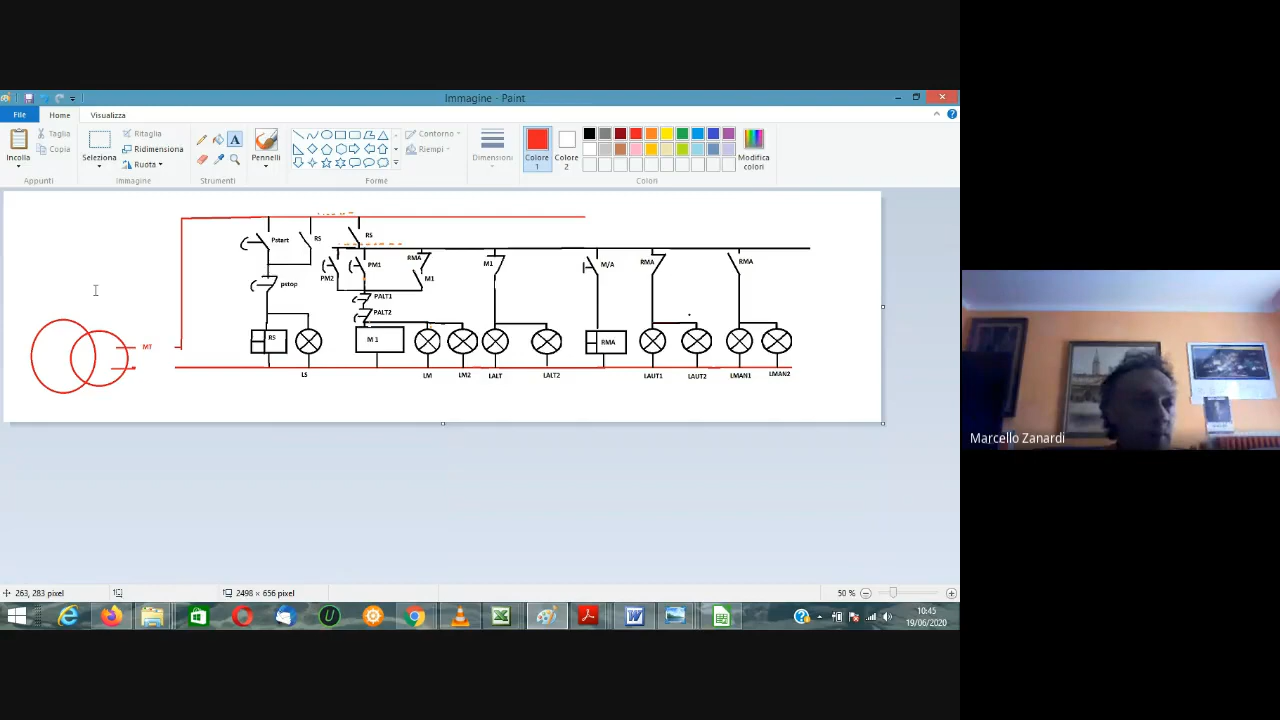 Immagine - Paint
File
Home
Visualizza
Incolla
Taglia
Copia
Appunti
Seleziona
Ritaglia
Ridimensiona
Ruota
Immagine
A
Strumenti
Pennelli
Contorno
Riempi
Forme
Dimensioni
Colore 1
Colore 2
Modifica colori
Colori
Pstart
RS
RS
PM2
PM1
RMA
M1
M1
M/A
RMA
RMA
pstop
PALT1
PALT2
MT
RS
M 1
RMA
LS
LM
LM2
LALT
LALT2
LAUT1
LAUT2
LMAN1
LMAN2
Marcello Zanardi
263, 283 pixel
2498 × 656 pixel
50 %
10:45
19/06/2020